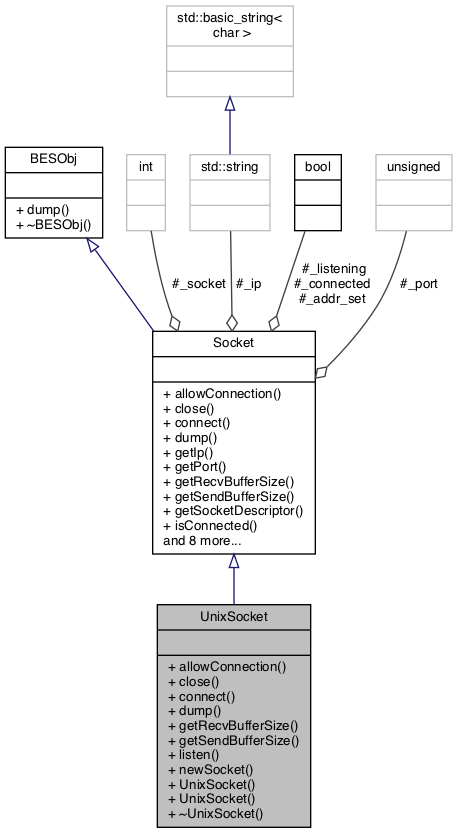 std::basic_string<
char >
BESObj
+ dump()
+ ~BESObj()
int
std::string
bool
unsigned
#_socket
#_ip
#_listening
#_connected
#_addr_set
#_port
Socket
+ allowConnection()
+ close()
+ connect()
+ dump()
+ getIp()
+ getPort()
+ getRecvBufferSize()
+ getSendBufferSize()
+ getSocketDescriptor()
+ isConnected()
and 8 more...
UnixSocket
+ allowConnection()
+ close()
+ connect()
+ dump()
+ getRecvBufferSize()
+ getSendBufferSize()
+ listen()
+ newSocket()
+ UnixSocket()
+ UnixSocket()
+ ~UnixSocket()